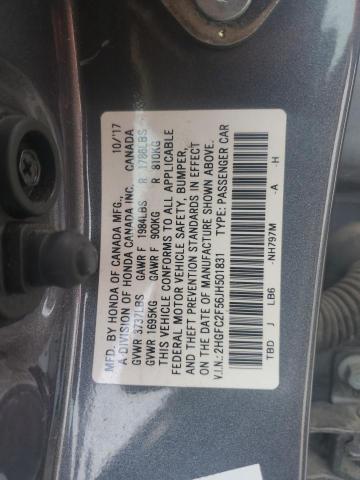 MFD. BY HONDA OF CANADA MFG., 10/17
A DIVISION OF HONDA CANADA INC. CANADA
GVWR 3737LBS GAWR F 1984LBS R 1786LBS
GVWR 1695KG GAWR F 900KG R 810KG
THIS VEHICLE CONFORMS TO ALL APPLICABLE
FEDERAL MOTOR VEHICLE SAFETY, BUMPER,
AND THEFT PREVENTION STANDARDS IN EFFECT
ON THE DATE OF MANUFACTURE SHOWN ABOVE.
V.I.N.: 2HGFC2F56JH501831 TYPE: PASSENGER CAR
TBD J LB6 -NH797M -A -H